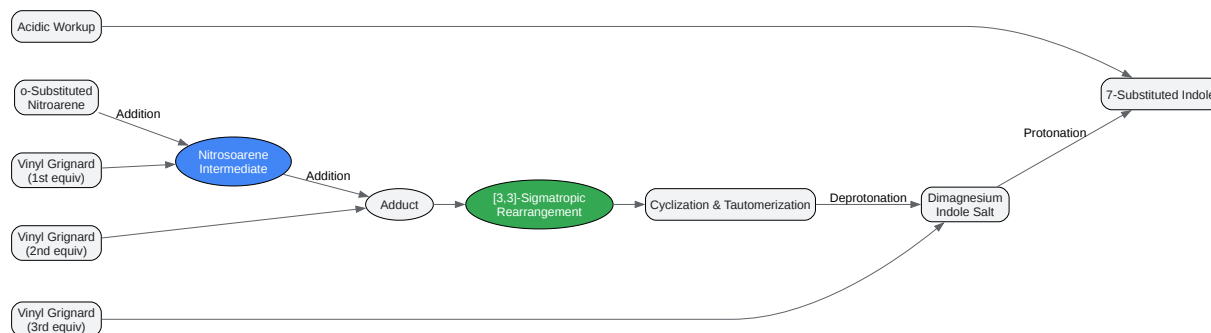 Acidic Workup
o-Substituted
Nitroarene
Addition
Vinyl Grignard
(1st equiv)
Nitrosoarene
Intermediate
Addition
Vinyl Grignard
(2nd equiv)
Adduct
[3,3]-Sigmatropic
Rearrangement
Cyclization & Tautomerization
Deprotonation
Dimagnesium
Indole Salt
Vinyl Grignard
(3rd equiv)
Protonation
7-Substituted Indole